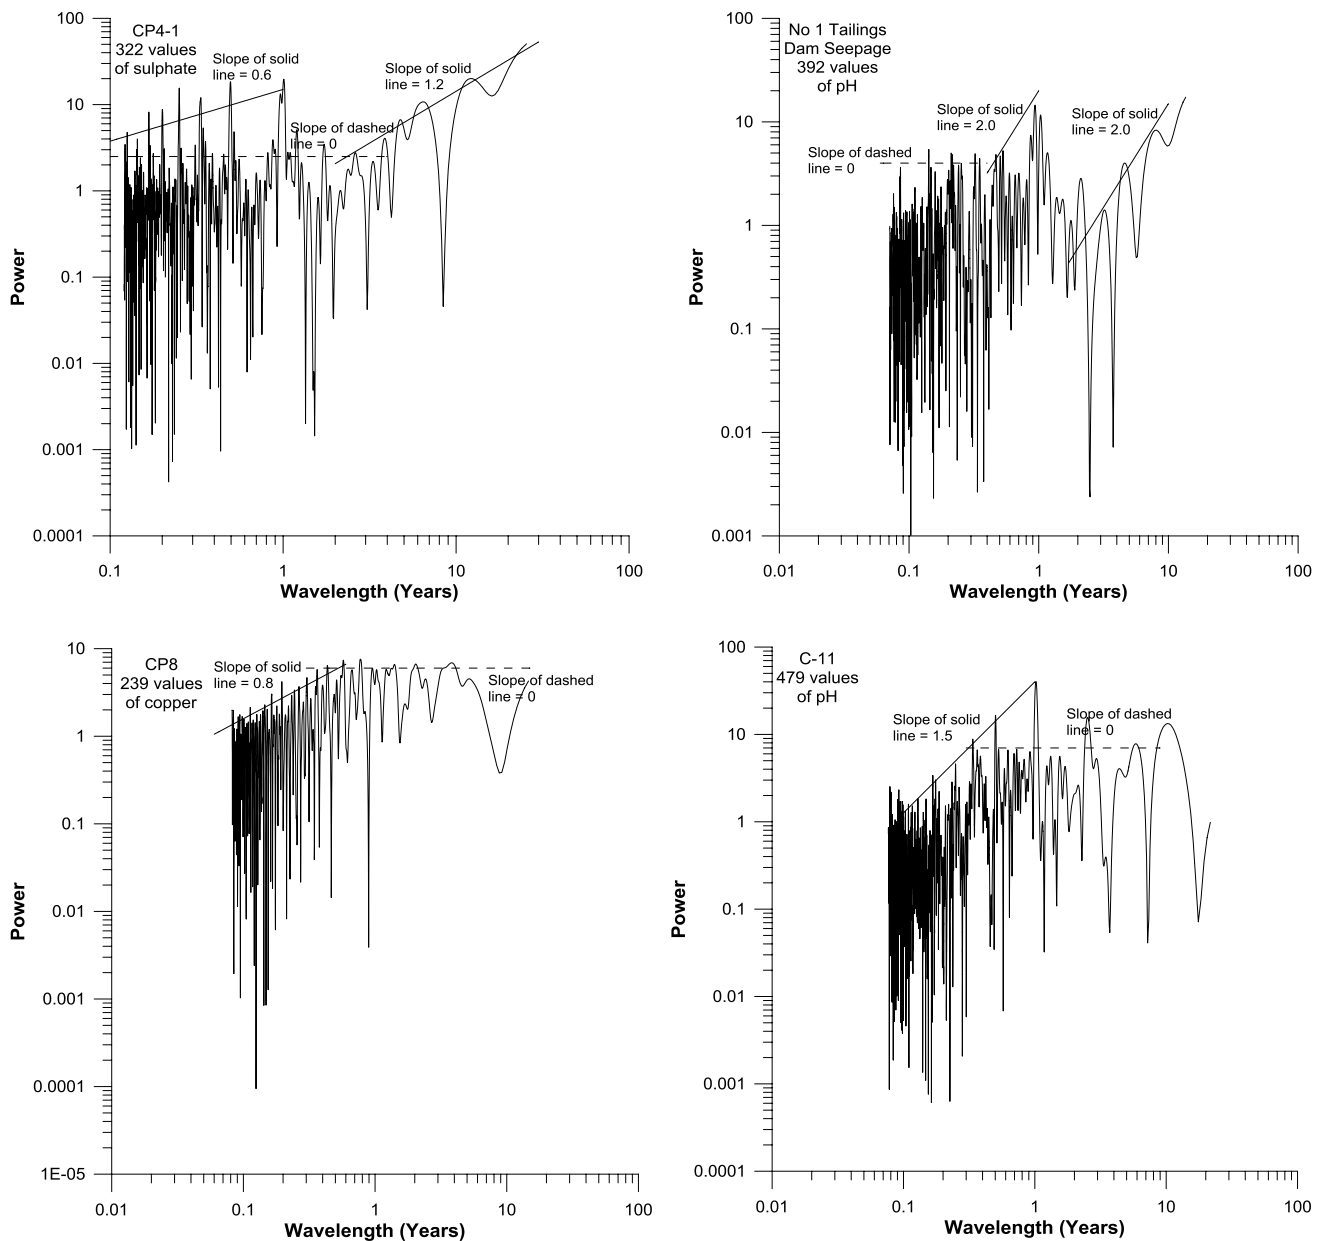 CP4-1
322 values
of sulphate
Slope of solid
line = 0.6
Slope of solid
line = 1.2
Slope of dashed
line = 0
100
10
1
0.1
0.01
0.001
0.0001
Power
0.1
1
10
100
Wavelength (Years)
No 1 Tailings
Dam Seepage
392 values
of pH
Slope of solid
line = 2.0
Slope of solid
line = 2.0
Slope of dashed
line = 0
100
10
1
0.1
0.01
0.001
Power
0.01
0.1
1
10
100
Wavelength (Years)
CP8
239 values
of copper
Slope of solid
line = 0.8
Slope of dashed
line = 0
10
1
0.1
0.01
0.001
0.0001
1E-05
Power
0.01
0.1
1
10
100
Wavelength (Years)
C-11
479 values
of pH
Slope of solid
line = 1.5
Slope of dashed
line = 0
100
10
1
0.1
0.01
0.001
0.0001
Power
0.01
0.1
1
10
100
Wavelength (Years)